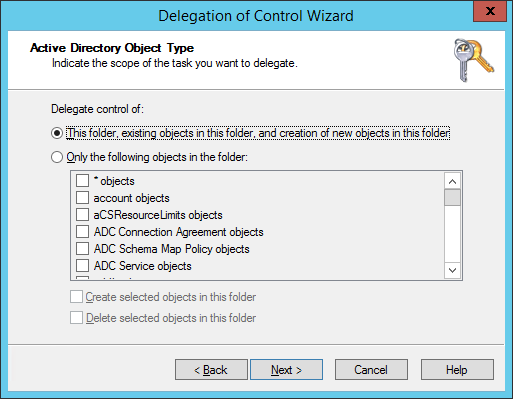 Delegation of Control Wizard
x
Active Directory Object Type
Indicate the scope of the task you want to delegate.
Delegate control of:
This folder, existing objects in this folder, and creation of new objects in this folder
Only the following objects in the folder:
* objects
account objects
aCSResourceLimits objects
ADC Connection Agreement objects
ADC Schema Map Policy objects
ADC Service objects
Create selected objects in this folder
Delete selected objects in this folder
< Back
Next >
Cancel
Help